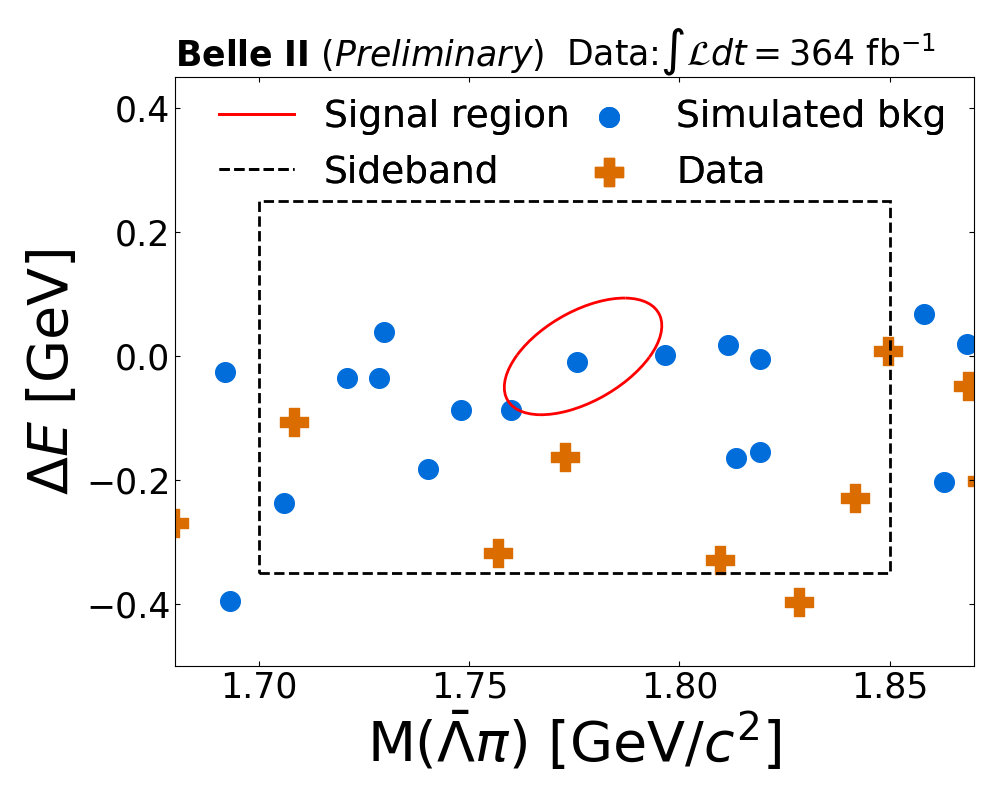 Belle II (Preliminary) Data:∫ℒdt = 364 fb⁻¹
Signal region
Simulated bkg
Sideband
Data
ΔE [GeV]
0.4
0.2
0.0
−0.2
−0.4
1.70 1.75 1.80 1.85
M(Λ̄π) [GeV/c²]